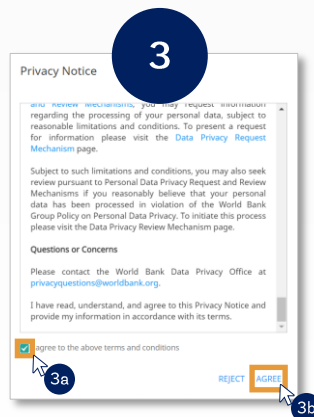 3
Privacy Notice
and Review Mechanisms, you may request information
regarding the processing of your personal data, subject to
reasonable limitations and conditions. To present a request
for information please visit the Data Privacy Request
Mechanism page.
Subject to such limitations and conditions, you may also seek
review pursuant to Personal Data Privacy Request and Review
Mechanisms if you reasonably believe that your personal
data has been processed in violation of the World Bank
Group Policy on Personal Data Privacy. To initiate this process
please visit the Data Privacy Review Mechanism page.
Questions or Concerns
Please contact the World Bank Data Privacy Office at
privacyquestions@worldbank.org.
I have read, understand, and agree to this Privacy Notice and
provide my information in accordance with its terms.
agree to the above terms and conditions
3a
REJECT AGREE
3b